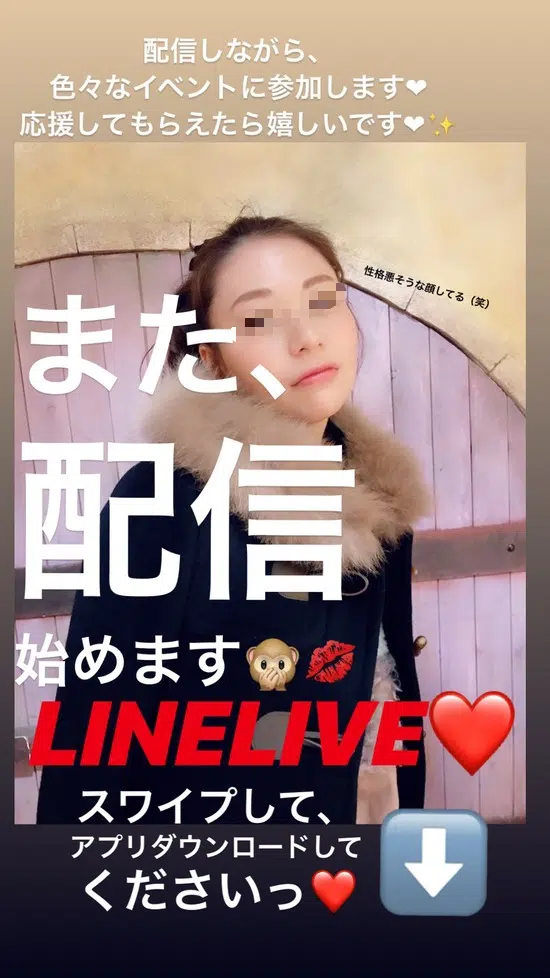 配信しながら、
色々なイベントに参加します❤
応援してもらえたら嬉しいです❤✨
性格悪そうな顔してる（笑）
また、
配信
始めます🙊💋
LINELIVE❤️
スワイプして、
アプリダウンロードして
くださいっ❤️
⬇️